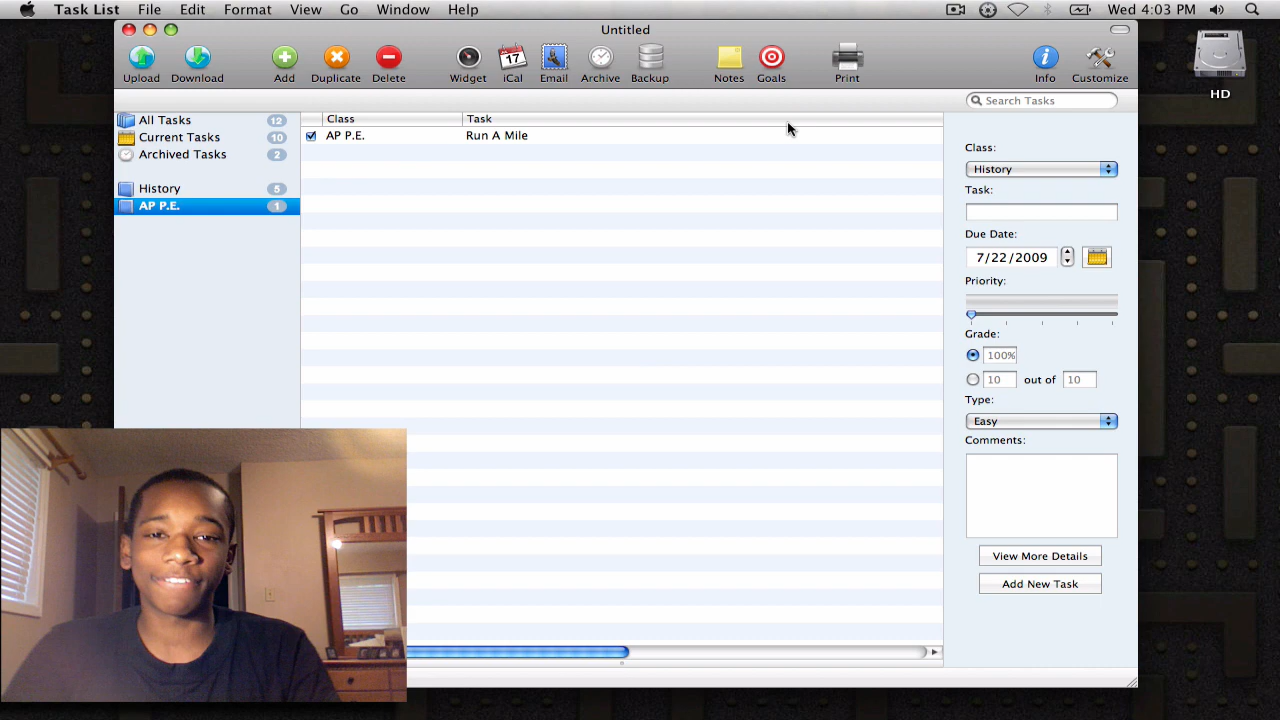 Task List File Edit Format View Go Window Help Wed 4:03 PM
Untitled
Upload Download Add Duplicate Delete Widget 17 iCal Email Archive Backup Notes Goals Print Info Customize
Search Tasks
All Tasks 12
Current Tasks 10
Archived Tasks 2
History 5
AP P.E. 1
Class Task
AP P.E. Run A Mile
Class:
History
Task:
Due Date:
7/22/2009
Priority:
Grade:
100%
10 out of 10
Type:
Easy
Comments:
View More Details
Add New Task
HD